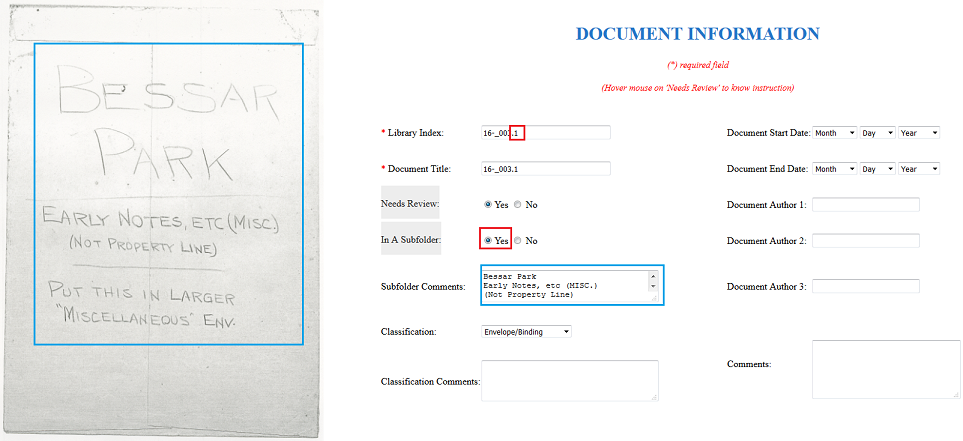 BESSAR
PARK
EARLY NOTES, ETC (MISC.)
(NOT PROPERTY LINE)
PUT THIS IN LARGER
"MISCELLANEOUS" ENV.
DOCUMENT INFORMATION
(*) required field
(Hover mouse on 'Needs Review' to know instruction)
* Library Index: 16-_003.1
* Document Title: 16-_003.1
Needs Review: Yes No
In A Subfolder: Yes No
Subfolder Comments: Bessar Park
Early Notes, etc (MISC.)
(Not Property Line)
Classification: Envelope/Binding
Classification Comments:
Document Start Date: Month Day Year
Document End Date: Month Day Year
Document Author 1:
Document Author 2:
Document Author 3:
Comments: